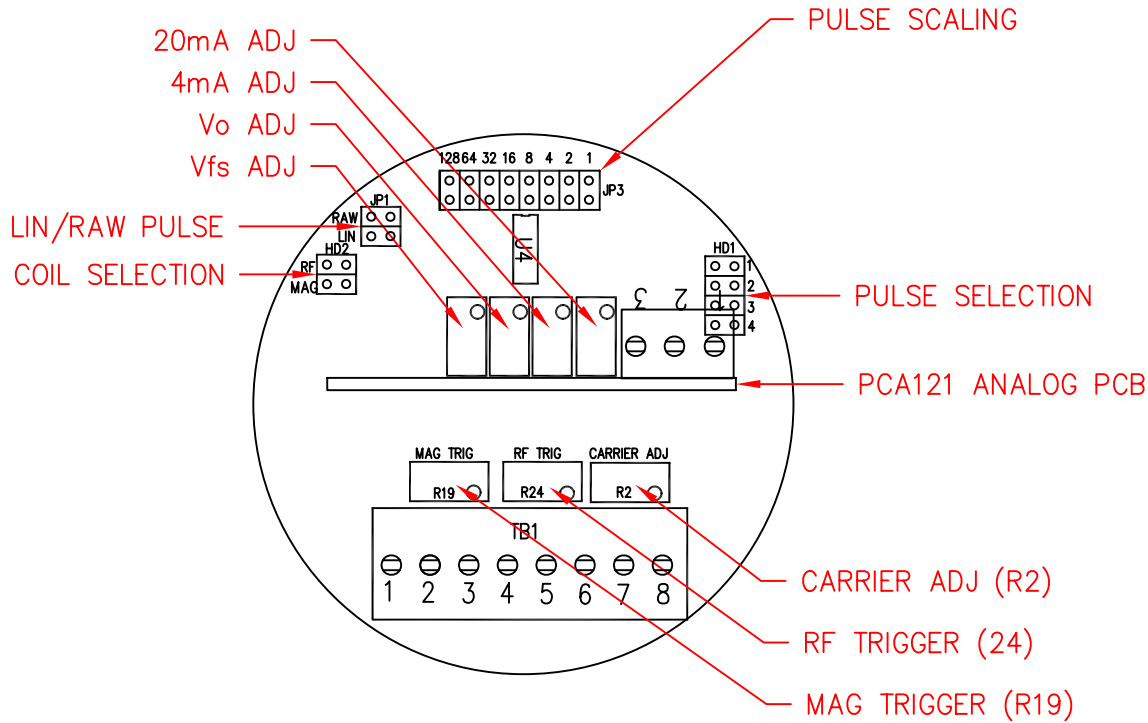 PULSE SCALING
20mA ADJ
4mA ADJ
Vo ADJ
Vfs ADJ
128 64 32 16 8 4 2 1
JP3
JP1
RAW
LIN
LIN/RAW PULSE
U4
HD2
RF
MAG
COIL SELECTION
HD1
1
2
3
4
PULSE SELECTION
3 2 1
PCA121 ANALOG PCB
MAG TRIG RF TRIG CARRIER ADJ
R19 R24 R2
TB1
1 2 3 4 5 6 7 8
CARRIER ADJ (R2)
RF TRIGGER (24)
MAG TRIGGER (R19)